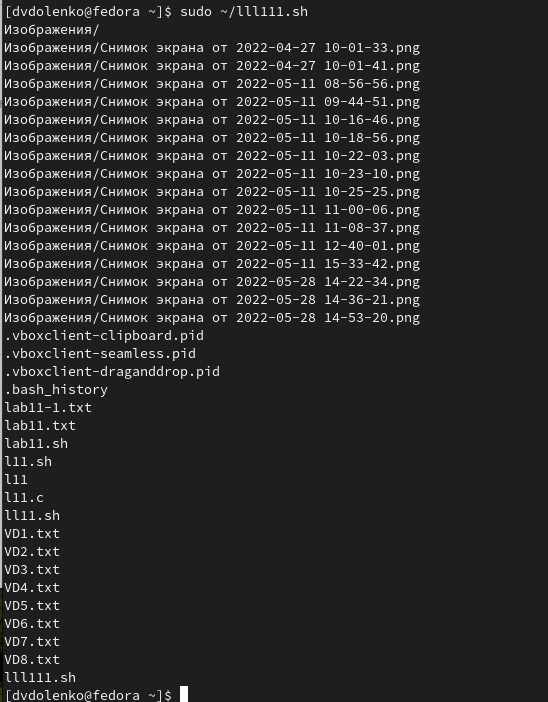 [dvdolenko@fedora ~]$ sudo ~/lll111.sh
Изображения/
Изображения/Снимок экрана от 2022-04-27 10-01-33.png
Изображения/Снимок экрана от 2022-04-27 10-01-41.png
Изображения/Снимок экрана от 2022-05-11 08-56-56.png
Изображения/Снимок экрана от 2022-05-11 09-44-51.png
Изображения/Снимок экрана от 2022-05-11 10-16-46.png
Изображения/Снимок экрана от 2022-05-11 10-18-56.png
Изображения/Снимок экрана от 2022-05-11 10-22-03.png
Изображения/Снимок экрана от 2022-05-11 10-23-10.png
Изображения/Снимок экрана от 2022-05-11 10-25-25.png
Изображения/Снимок экрана от 2022-05-11 11-00-06.png
Изображения/Снимок экрана от 2022-05-11 11-08-37.png
Изображения/Снимок экрана от 2022-05-11 12-40-01.png
Изображения/Снимок экрана от 2022-05-11 15-33-42.png
Изображения/Снимок экрана от 2022-05-28 14-22-34.png
Изображения/Снимок экрана от 2022-05-28 14-36-21.png
Изображения/Снимок экрана от 2022-05-28 14-53-20.png
.vboxclient-clipboard.pid
.vboxclient-seamless.pid
.vboxclient-draganddrop.pid
.bash_history
lab11-1.txt
lab11.txt
lab11.sh
l11.sh
l11
l11.c
ll11.sh
VD1.txt
VD2.txt
VD3.txt
VD4.txt
VD5.txt
VD6.txt
VD7.txt
VD8.txt
lll111.sh
[dvdolenko@fedora ~]$